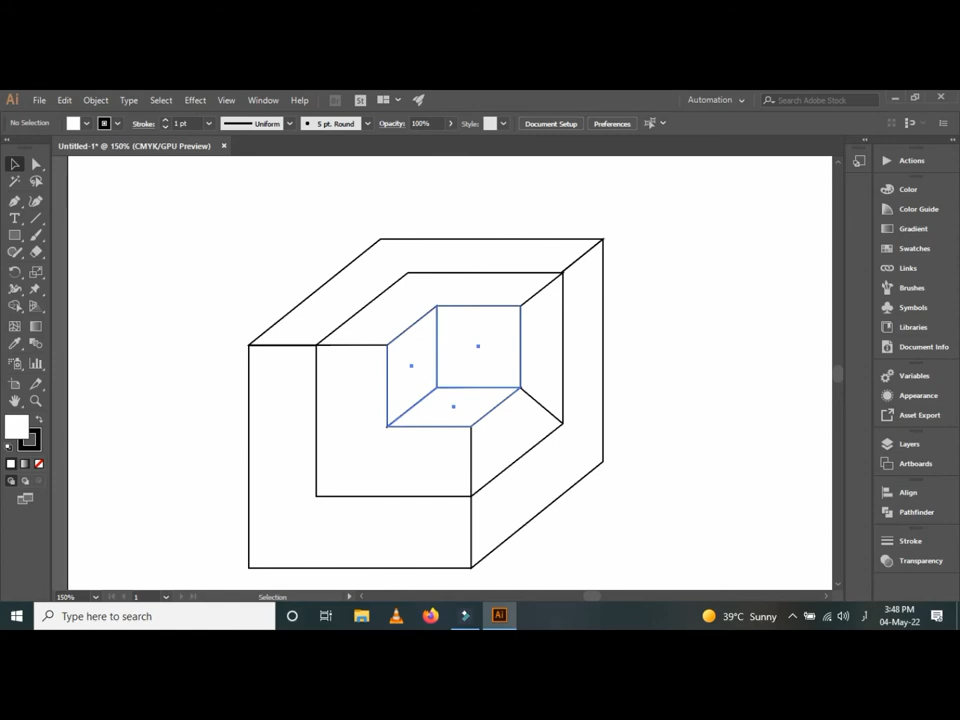 Ai File Edit Object Type Select Effect View Window Help Br St Automation Search Adobe Stock
No Selection Stroke: 1 pt Uniform 5 pt. Round Opacity: 100% Style: Document Setup Preferences
Untitled-1* @ 150% (CMYK/GPU Preview)
Actions
Color
Color Guide
Gradient
Swatches
Links
Brushes
Symbols
Libraries
Document Info
Variables
Appearance
Asset Export
Layers
Artboards
Align
Pathfinder
Stroke
Transparency
150% 1 Selection
Type here to search Ai 39°C Sunny 3:48 PM
04-May-22